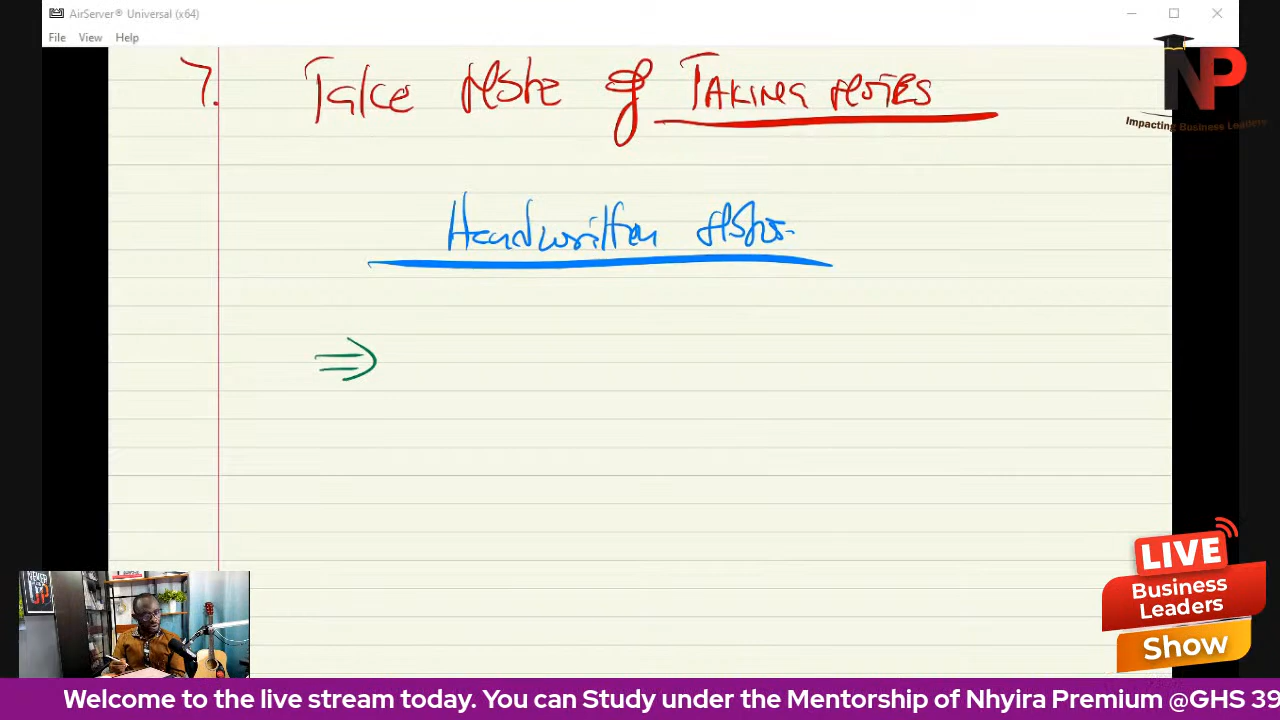 AirServer® Universal (x64)
File View Help
7. Take Note of TAKING NOTES
NP
Impacting Business Leaders
Handwritten Notes.
⇒
LIVE
Business
Leaders
Show
Welcome to the live stream today. You can Study under the Mentorship of Nhyira Premium @GHS 39